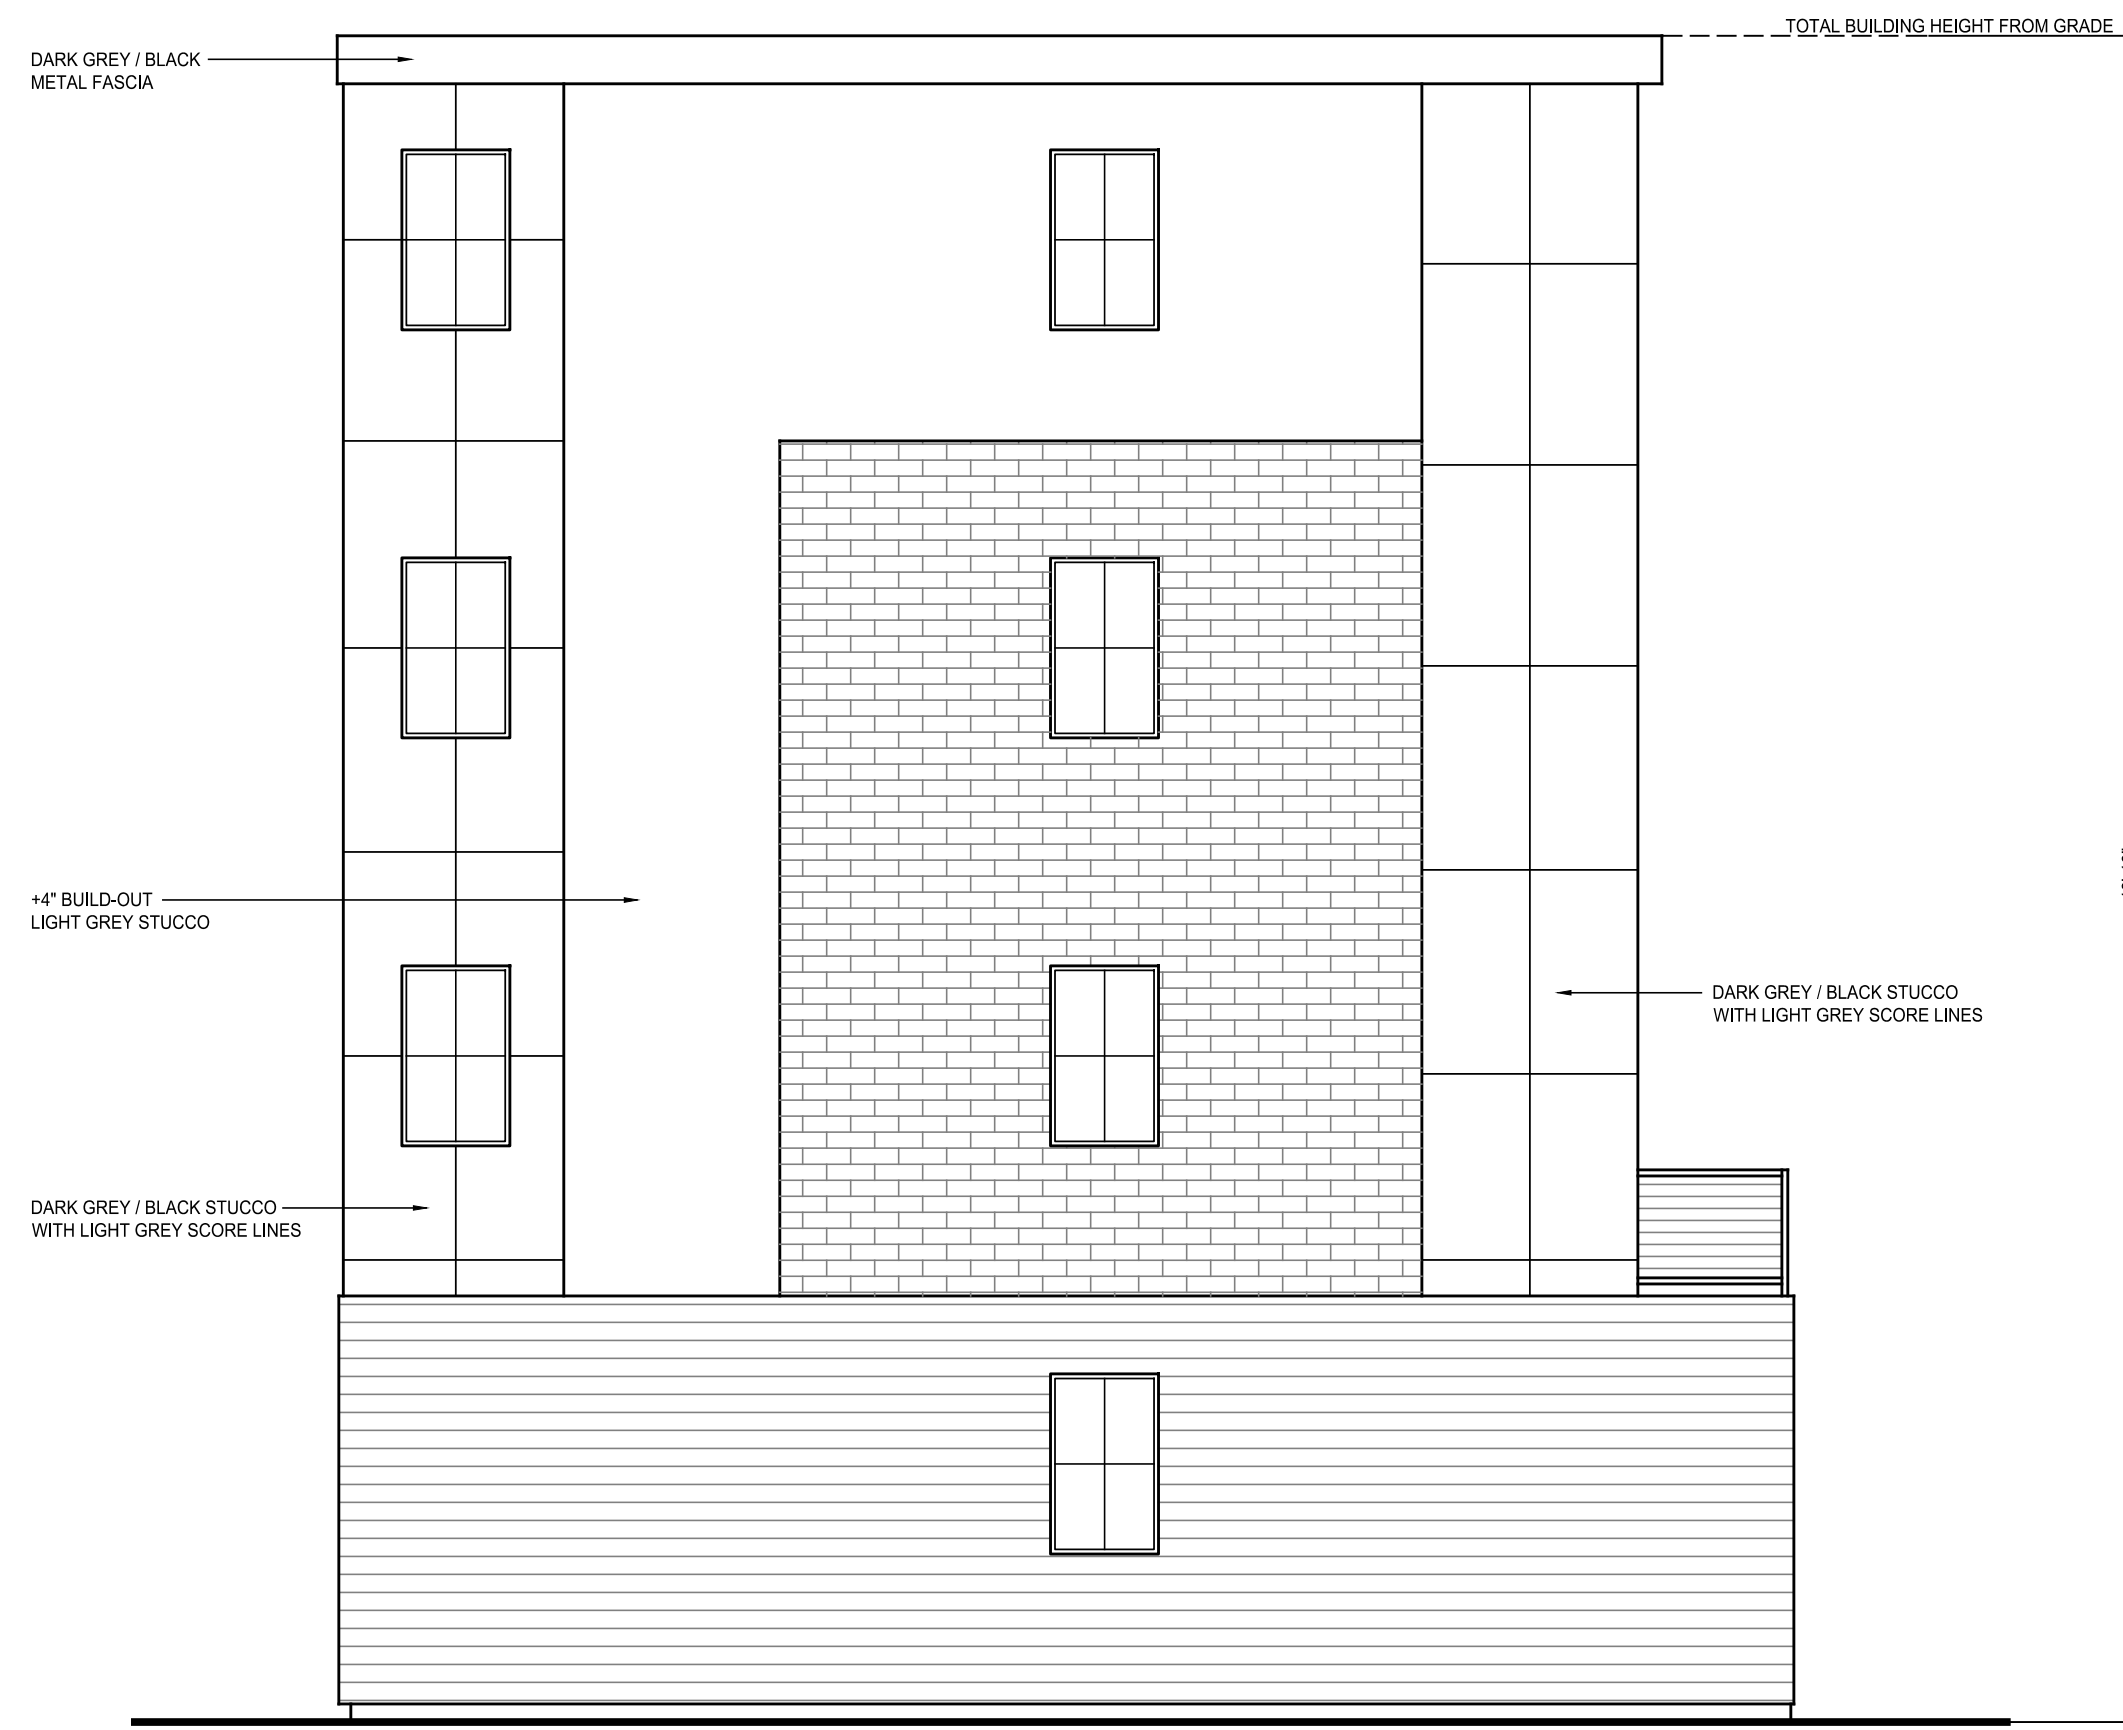 TOTAL BUILDING HEIGHT FROM GRADE
DARK GREY / BLACK
METAL FASCIA
+4" BUILD-OUT
LIGHT GREY STUCCO
DARK GREY / BLACK STUCCO
WITH LIGHT GREY SCORE LINES
DARK GREY / BLACK STUCCO
WITH LIGHT GREY SCORE LINES